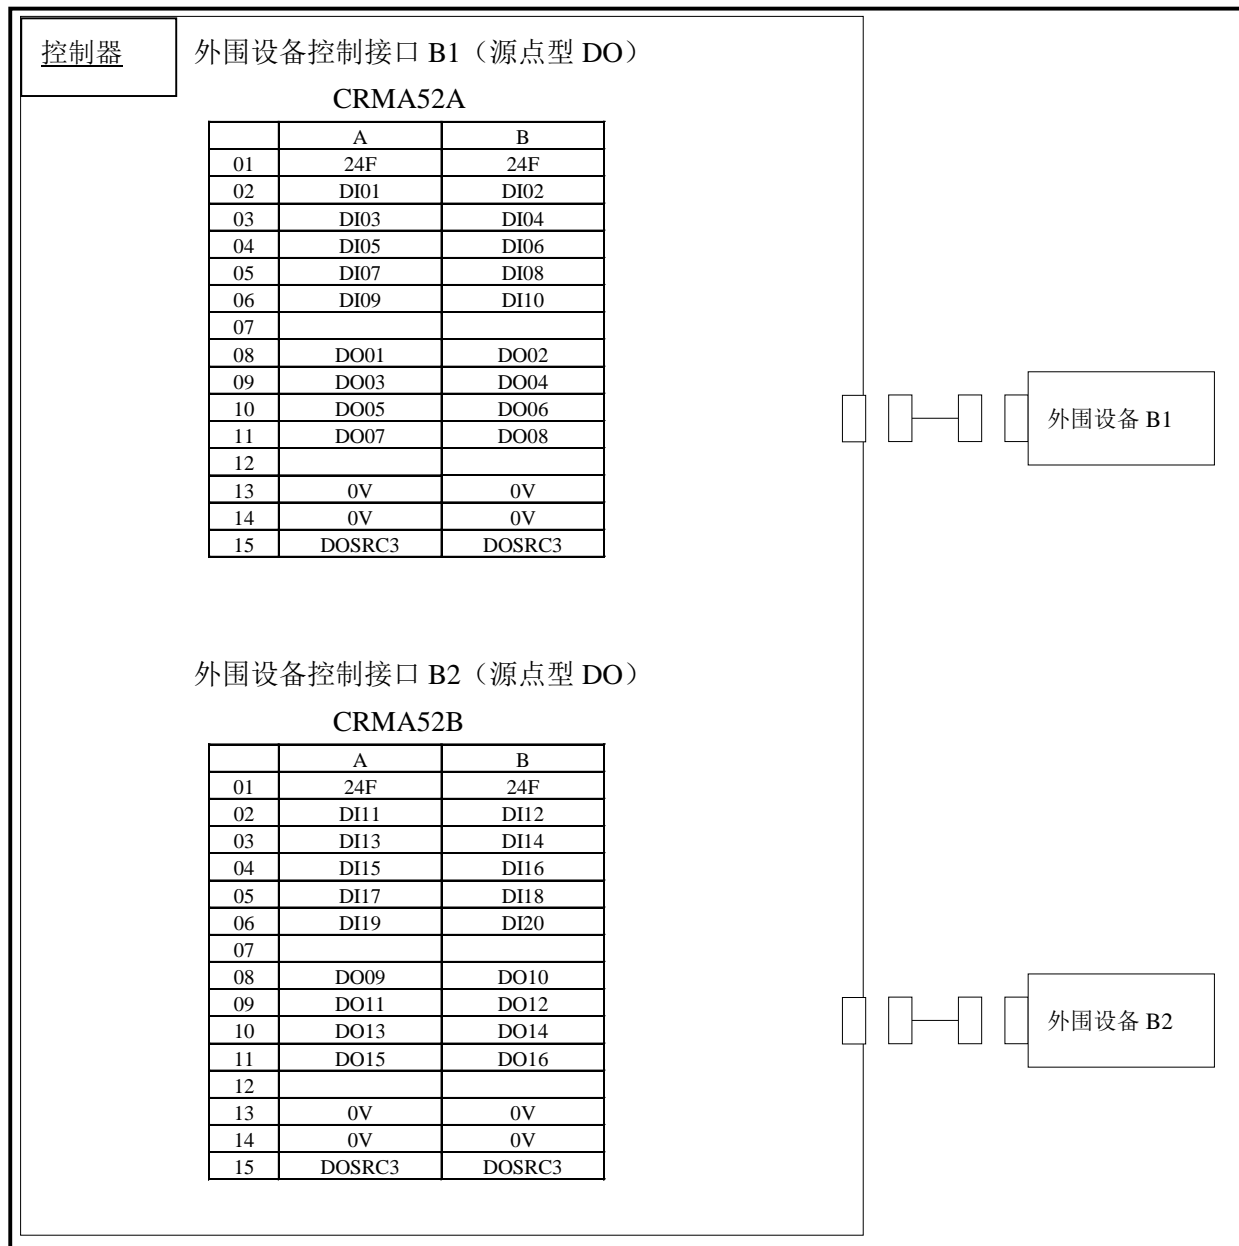 控制器
外围设备控制接口 B1（源点型 DO）
CRMA52A
A B
01 24F 24F
02 DI01 DI02
03 DI03 DI04
04 DI05 DI06
05 DI07 DI08
06 DI09 DI10
07
08 DO01 DO02
09 DO03 DO04
10 DO05 DO06
11 DO07 DO08
12
13 0V 0V
14 0V 0V
15 DOSRC3 DOSRC3
外围设备 B1
外围设备控制接口 B2（源点型 DO）
CRMA52B
A B
01 24F 24F
02 DI11 DI12
03 DI13 DI14
04 DI15 DI16
05 DI17 DI18
06 DI19 DI20
07
08 DO09 DO10
09 DO11 DO12
10 DO13 DO14
11 DO15 DO16
12
13 0V 0V
14 0V 0V
15 DOSRC3 DOSRC3
外围设备 B2